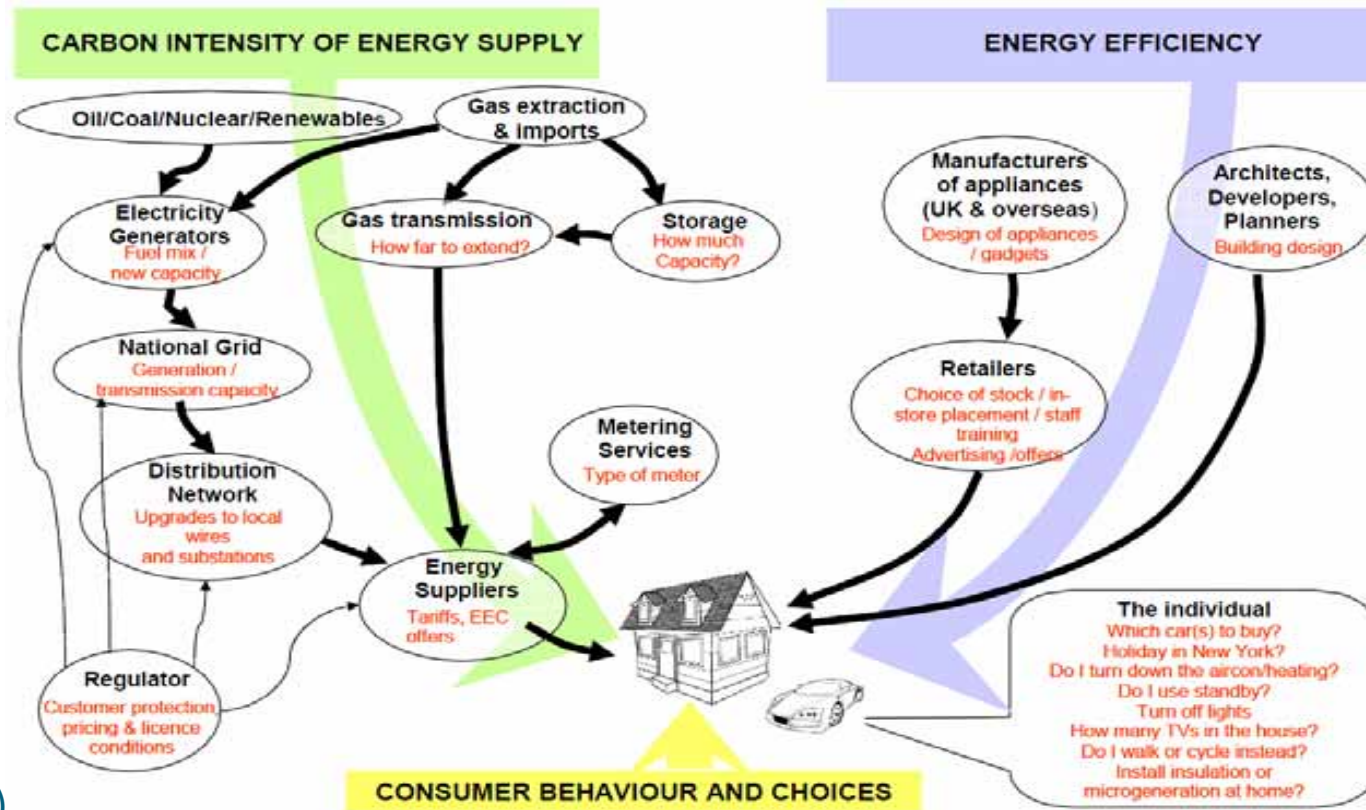 CARBON INTENSITY OF ENERGY SUPPLY
ENERGY EFFICIENCY
Oil/Coal/Nuclear/Renewables
Gas extraction
& imports
Electricity
Generators
Fuel mix /
new capacity
Gas transmission
How far to extend?
Storage
How much
Capacity?
Manufacturers
of appliances
(UK & overseas)
Design of appliances
/ gadgets
Architects,
Developers,
Planners
Building design
National Grid
Generation /
transmission capacity
Retailers
Choice of stock / in-
store placement / staff
training
Advertising /offers
Metering
Services
Type of meter
Distribution
Network
Upgrades to local
wires
and substations
Energy
Suppliers
Tariffs, EEC
offers
Regulator
Customer protection,
pricing & licence
conditions
The individual
Which car(s) to buy?
Holiday in New York?
Do I turn down the aircon/heating?
Do I use standby?
Turn off lights
How many TVs in the house?
Do I walk or cycle instead?
Install insulation or
microgeneration at home?
CONSUMER BEHAVIOUR AND CHOICES
)